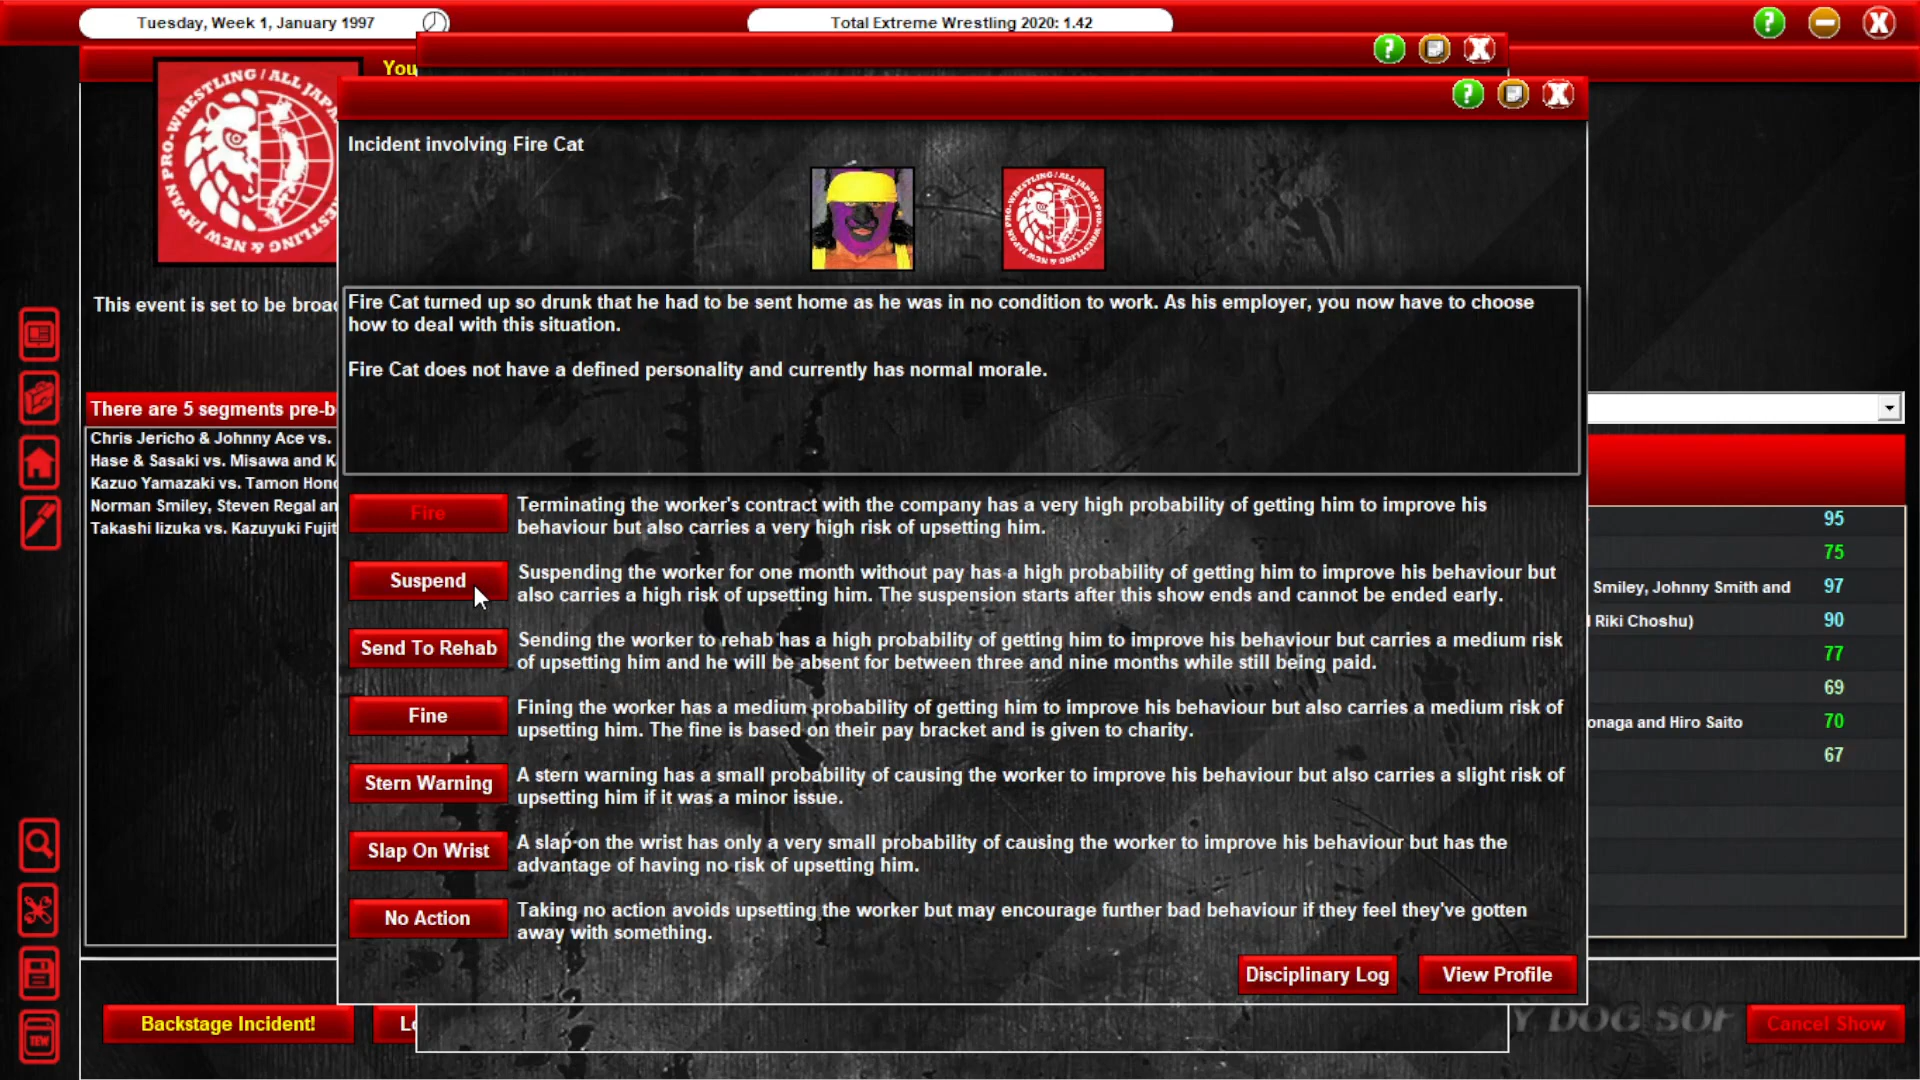 Tuesday, Week 1, January 1997
Total Extreme Wrestling 2020: 1.42
You
PRO-WRESTLING / ALL JAPAN PRO-WRESTLING & NEW JAPAN
This event is set to be broad
There are 5 segments pre-b
Chris Jericho & Johnny Ace vs.
Hase & Sasaki vs. Misawa and K
Kazuo Yamazaki vs. Tamon Hond
Norman Smiley, Steven Regal an
Takashi Iizuka vs. Kazuyuki Fujit
Incident involving Fire Cat
Fire Cat turned up so drunk that he had to be sent home as he was in no condition to work. As his employer, you now have to choose
how to deal with this situation.
Fire Cat does not have a defined personality and currently has normal morale.
Fire
Terminating the worker's contract with the company has a very high probability of getting him to improve his
behaviour but also carries a very high risk of upsetting him.
Suspend
Suspending the worker for one month without pay has a high probability of getting him to improve his behaviour but
also carries a high risk of upsetting him. The suspension starts after this show ends and cannot be ended early.
Send To Rehab
Sending the worker to rehab has a high probability of getting him to improve his behaviour but carries a medium risk
of upsetting him and he will be absent for between three and nine months while still being paid.
Fine
Fining the worker has a medium probability of getting him to improve his behaviour but also carries a medium risk of
upsetting him. The fine is based on their pay bracket and is given to charity.
Stern Warning
A stern warning has a small probability of causing the worker to improve his behaviour but also carries a slight risk of
upsetting him if it was a minor issue.
Slap On Wrist
A slap on the wrist has only a very small probability of causing the worker to improve his behaviour but has the
advantage of having no risk of upsetting him.
No Action
Taking no action avoids upsetting the worker but may encourage further bad behaviour if they feel they've gotten
away with something.
Disciplinary Log
View Profile
95
75
Smiley, Johnny Smith and 97
Riki Choshu) 90
77
69
onaga and Hiro Saito 70
67
Backstage Incident!
Y DOG SOF
Cancel Show
TEW